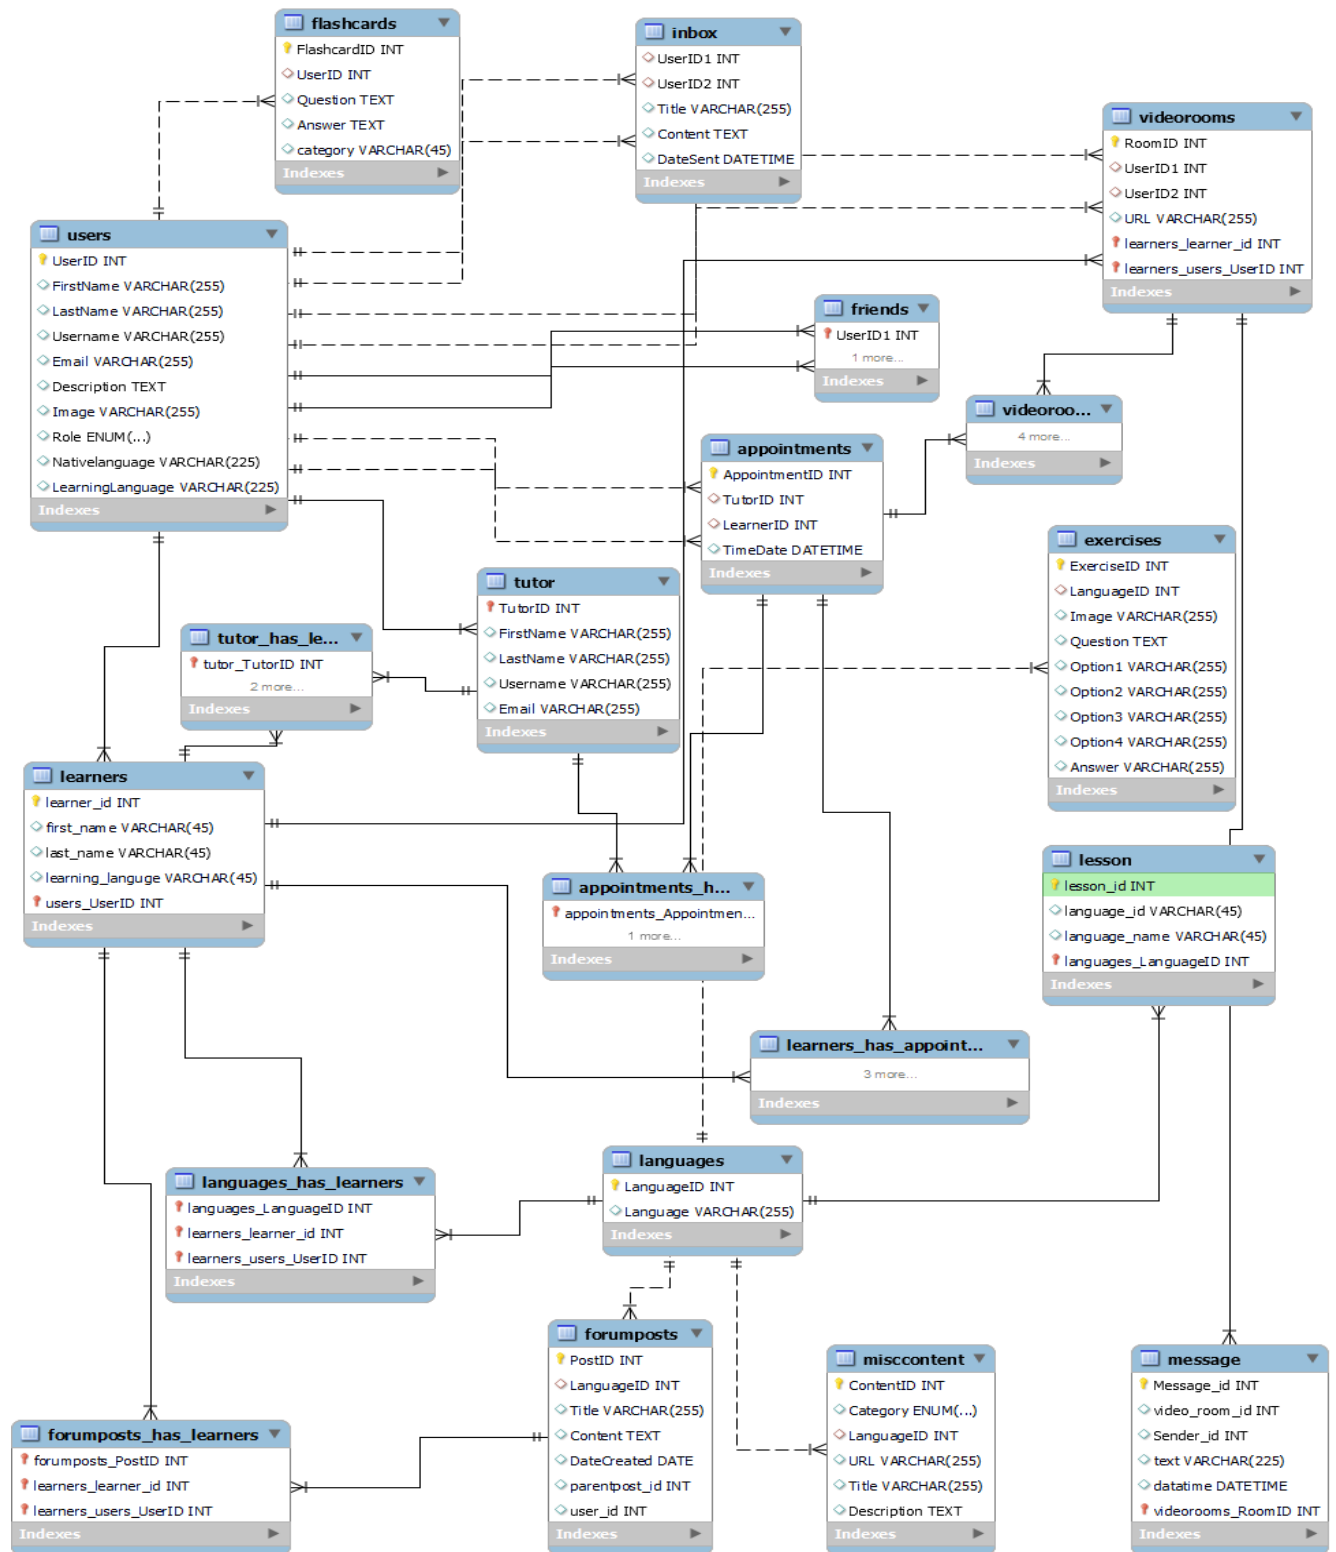 flashcards
FlashcardID INT
UserID INT
Question TEXT
Answer TEXT
category VARCHAR(45)
Indexes
inbox
UserID1 INT
UserID2 INT
Title VARCHAR(255)
Content TEXT
DateSent DATETIME
Indexes
videorooms
RoomID INT
UserID1 INT
UserID2 INT
URL VARCHAR(255)
learners_learner_id INT
learners_users_UserID INT
Indexes
users
UserID INT
FirstName VARCHAR(255)
LastName VARCHAR(255)
Username VARCHAR(255)
Email VARCHAR(255)
Description TEXT
Image VARCHAR(255)
Role ENUM(...)
Nativelanguage VARCHAR(225)
LearningLanguage VARCHAR(225)
Indexes
friends
UserID1 INT
1 more...
Indexes
videoroo...
4 more...
Indexes
appointments
AppointmentID INT
TutorID INT
LearnerID INT
TimeDate DATETIME
Indexes
exercises
ExerciseID INT
LanguageID INT
Image VARCHAR(255)
Question TEXT
Option1 VARCHAR(255)
Option2 VARCHAR(255)
Option3 VARCHAR(255)
Option4 VARCHAR(255)
Answer VARCHAR(255)
Indexes
tutor
TutorID INT
FirstName VARCHAR(255)
LastName VARCHAR(255)
Username VARCHAR(255)
Email VARCHAR(255)
Indexes
tutor_has_le...
tutor_TutorID INT
2 more...
Indexes
learners
learner_id INT
first_name VARCHAR(45)
last_name VARCHAR(45)
learning_languge VARCHAR(45)
users_UserID INT
Indexes
appointments_h...
appointments_Appointmen...
1 more...
Indexes
lesson
lesson_id INT
language_id VARCHAR(45)
language_name VARCHAR(45)
languages_LanguageID INT
Indexes
learners_has_appoint...
3 more...
Indexes
languages
LanguageID INT
Language VARCHAR(255)
Indexes
languages_has_learners
languages_LanguageID INT
learners_learner_id INT
learners_users_UserID INT
Indexes
forumposts
PostID INT
LanguageID INT
Title VARCHAR(255)
Content TEXT
DateCreated DATE
parentpost_id INT
user_id INT
Indexes
misccontent
ContentID INT
Category ENUM(...)
LanguageID INT
URL VARCHAR(255)
Title VARCHAR(255)
Description TEXT
Indexes
message
Message_id INT
video_room_id INT
Sender_id INT
text VARCHAR(225)
datatime DATETIME
videorooms_RoomID INT
Indexes
forumposts_has_learners
forumposts_PostID INT
learners_learner_id INT
learners_users_UserID INT
Indexes